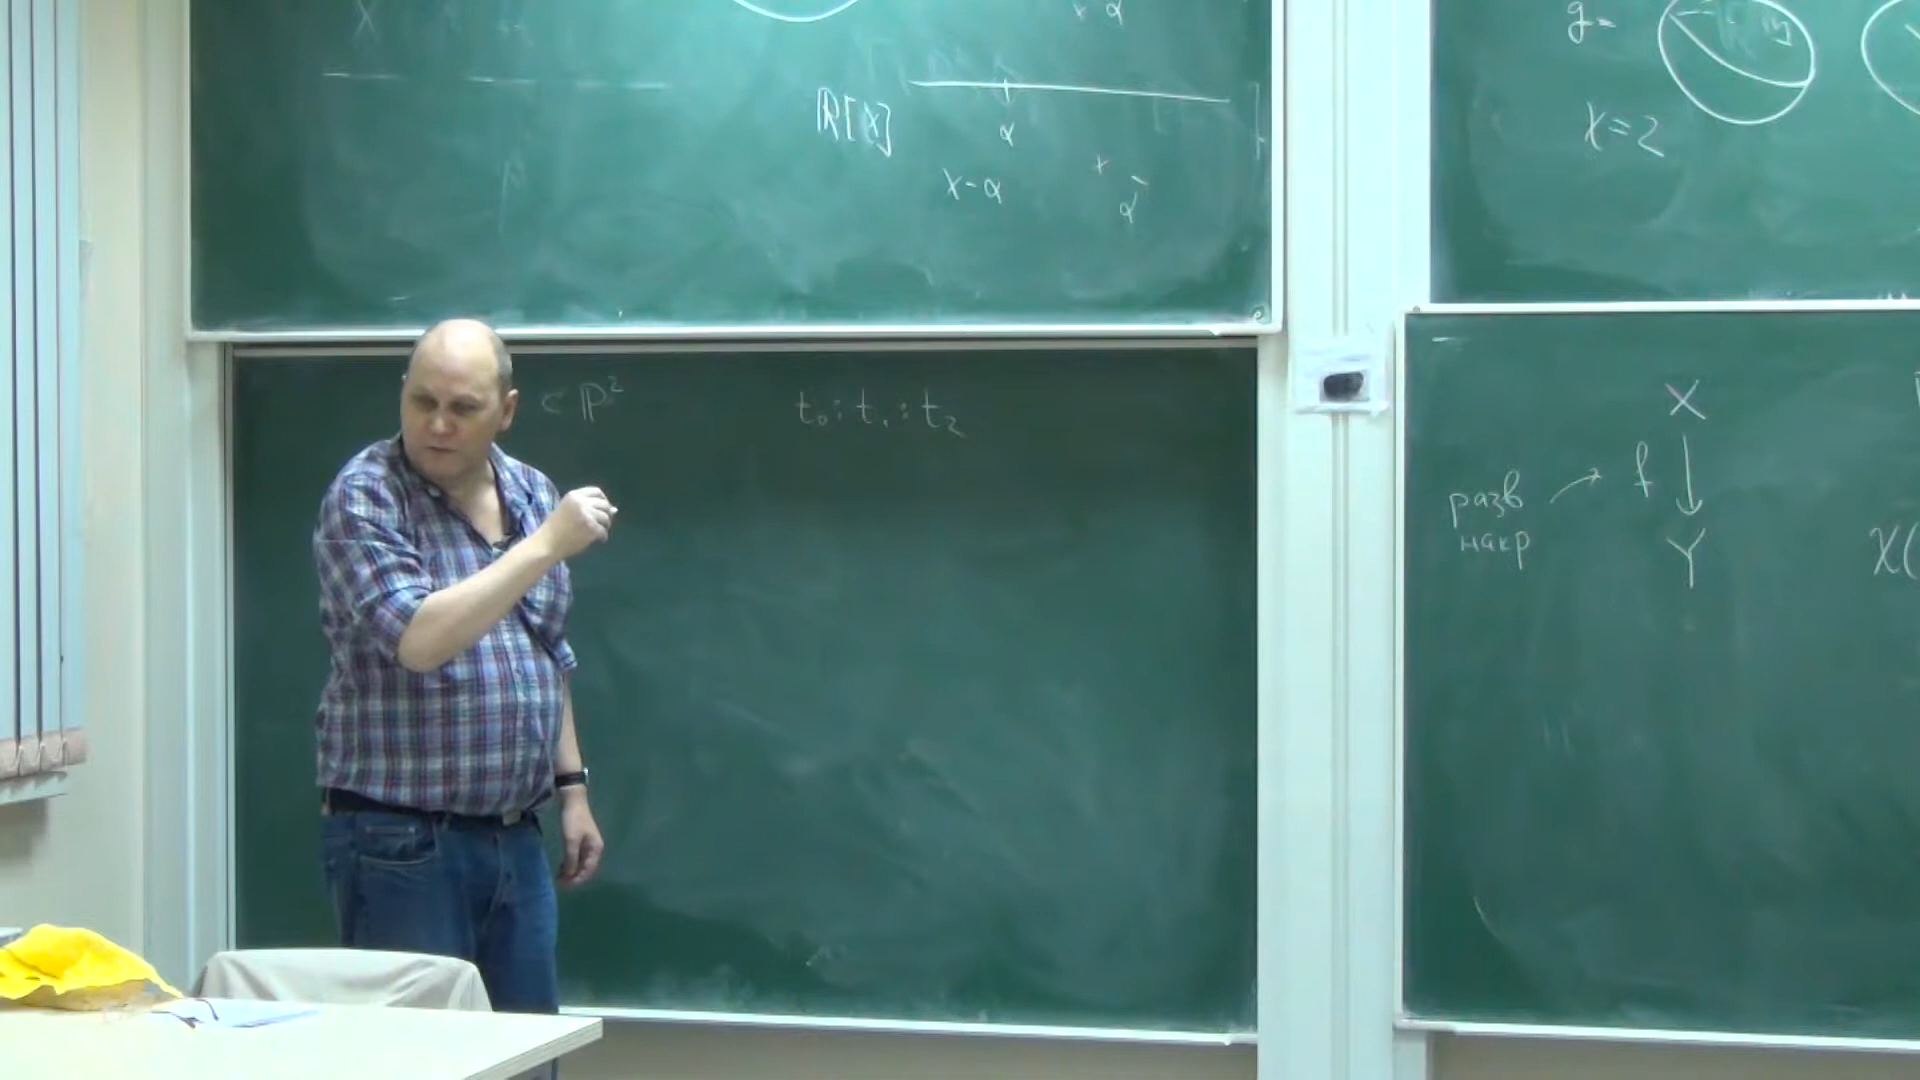 X
x α
ℝ[X]
α
x-α
+ -
α
g=
χ=2
⊂ ℙ²
t₀:t₁:t₂
X
f
разв
накр
Y
χ(